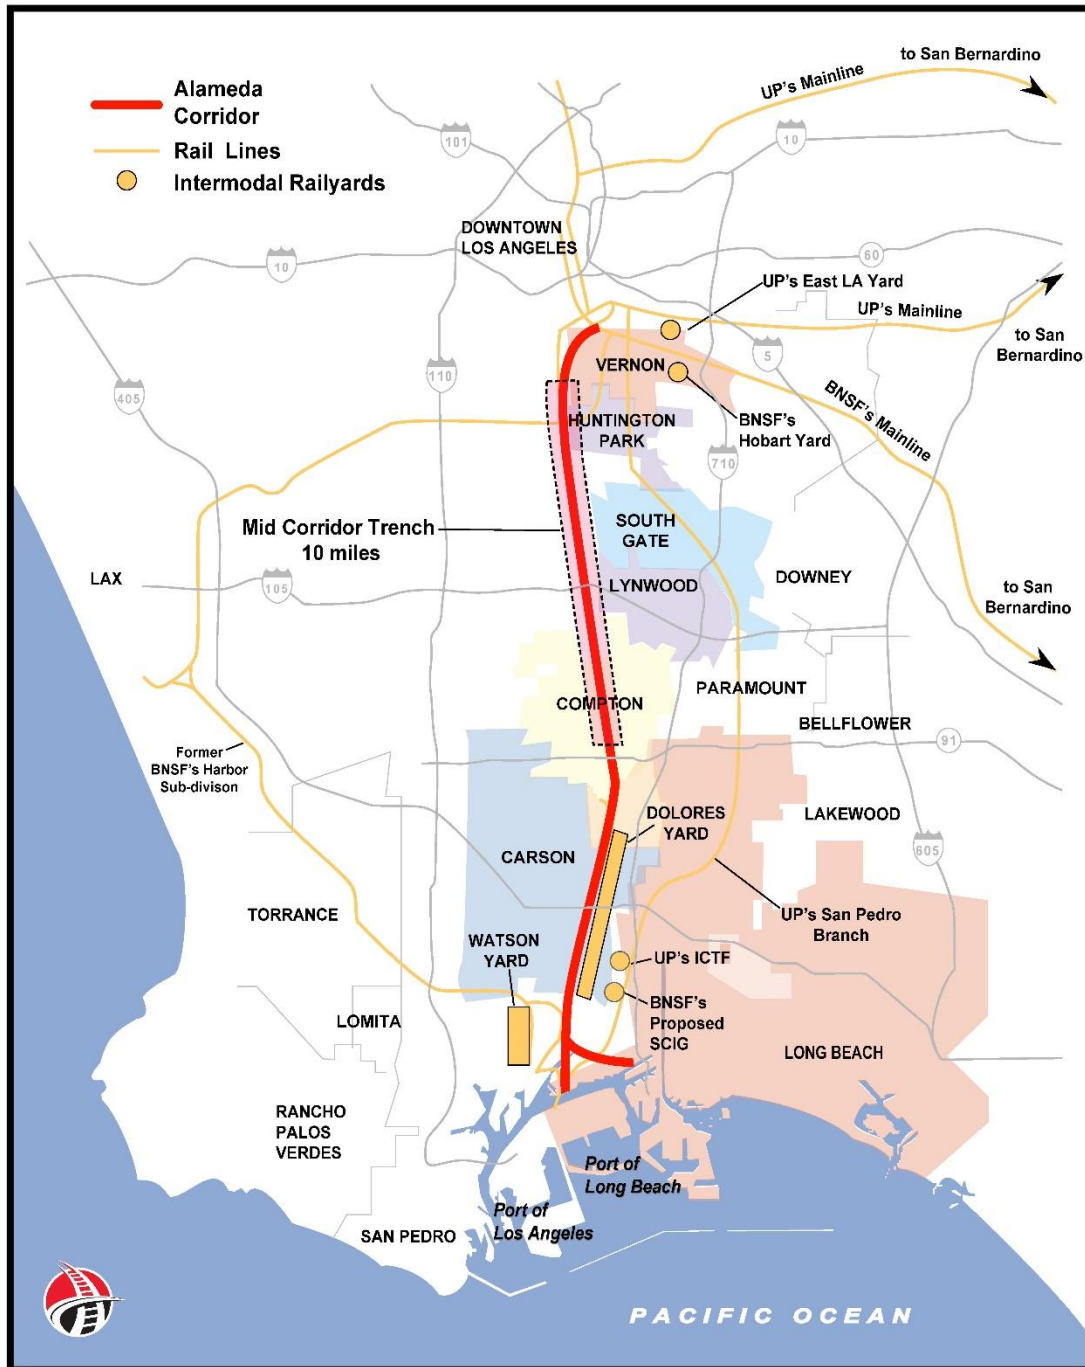 Alameda
Corridor
Rail Lines
Intermodal Railyards
to San Bernardino
UP's Mainline
101
10
DOWNTOWN
LOS ANGELES
10
60
UP's East LA Yard
UP's Mainline
to San
Bernardino
405
110
5
VERNON
BNSF's
Hobart Yard
BNSF's Mainline
HUNTINGTON
PARK
710
Mid Corridor Trench
10 miles
SOUTH
GATE
LAX
105
LYNWOOD
DOWNEY
to San
Bernardino
COMPTON
PARAMOUNT
BELLFLOWER
91
Former
BNSF's Harbor
Sub-divison
DOLORES
YARD
LAKEWOOD
CARSON
605
TORRANCE
UP's San Pedro
Branch
WATSON
YARD
UP's ICTF
BNSF's
Proposed
SCIG
LOMITA
LONG BEACH
RANCHO
PALOS
VERDES
Port of
Long Beach
Port of
Los Angeles
SAN PEDRO
PACIFIC OCEAN